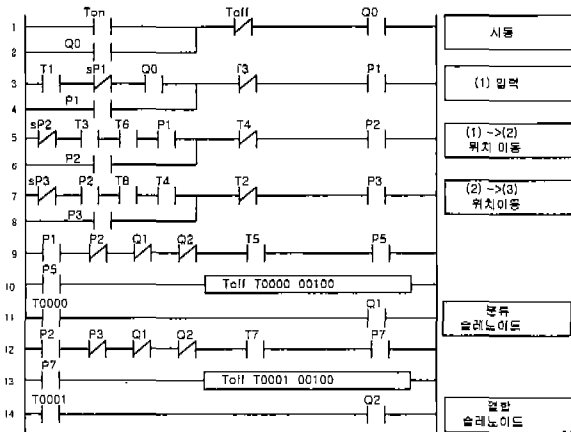 Ton Toff Q0
1 시동
2 Q0
T1 sP1 Q0 P1
3 (1) 입력
4 P1
sP2 T3 T6 P1 T4 P2
5 (1) ->(2)
위치 이동
6 P2
sP3 P2 T8 T4 T2 P3
7 (2) ->(3)
위치이동
8 P3
P1 P2 Q1 Q2 T5 P5
9
P5
10 Toff T0000 00100
T0000 Q1
11 분류
솔레노이드
P2 P3 Q1 Q2 T7 P7
12
P7
13 Toff T0001 00100
T0001 Q2
14 열합
솔레노이드